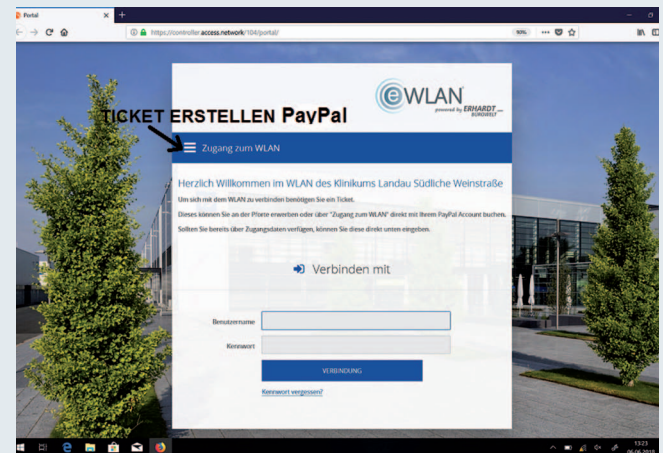 Portal
https://controller.access.network/104/portal/
90%
eWLAN
powered by ERHARDT
BÜROWELT
TICKET ERSTELLEN PayPal
Zugang zum WLAN
Herzlich Willkommen im WLAN des Klinikums Landau Südliche Weinstraße
Um sich mit dem WLAN zu verbinden benötigen Sie ein Ticket.
Dieses können Sie an der Pforte erwerben oder über "Zugang zum WLAN" direkt mit Ihrem PayPal Account buchen.
Sollten Sie bereits über Zugangsdaten verfügen, können Sie diese direkt unten eingeben.
Verbinden mit
Benutzername
Kennwort
VERBINDUNG
Kennwort vergessen?
13:23
06.06.2018